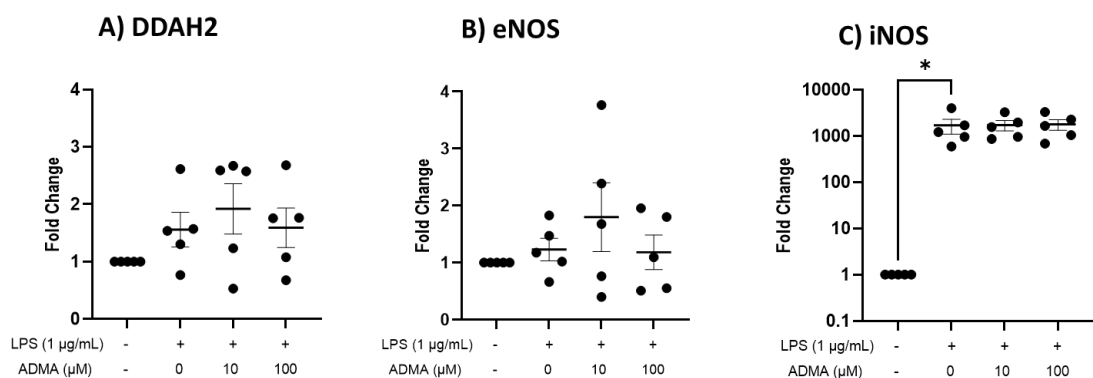 A) DDAH2
B) eNOS
C) iNOS
*
Fold Change
4
3
2
1
0
Fold Change
4
3
2
1
0
Fold Change
10000
1000
100
10
1
0.1
LPS (1 µg/mL) - + + +
ADMA (µM) - 0 10 100
LPS (1 µg/mL) - + + +
ADMA (µM) - 0 10 100
LPS (1 µg/mL) - + + +
ADMA (µM) - 0 10 100